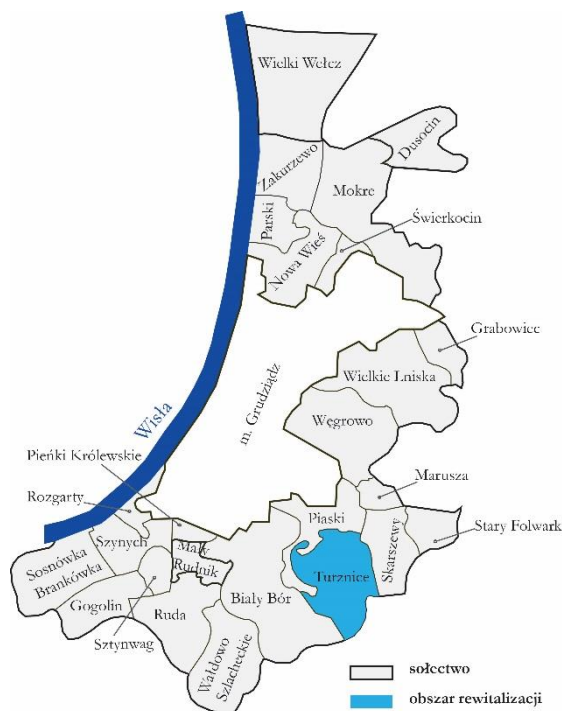 Wielki Wełcz
Dusocin
Zakurzewo
Mokre
Parski
Świerkocin
Nowa Wieś
Grabowiec
Wielkie Lniska
m. Grudziądz
Węgrowo
Wisła
Pieńki Królewskie
Marusza
Rozgarty
Piaski
Stary Folwark
Szynych
Mały
Rudnik
Skarszewy
Sosnówka
Brankówka
Turznice
Gogolin
Ruda
Biały Bór
Sztynwag
Wałdowo
Szlacheckie
sołectwo
obszar rewitalizacji